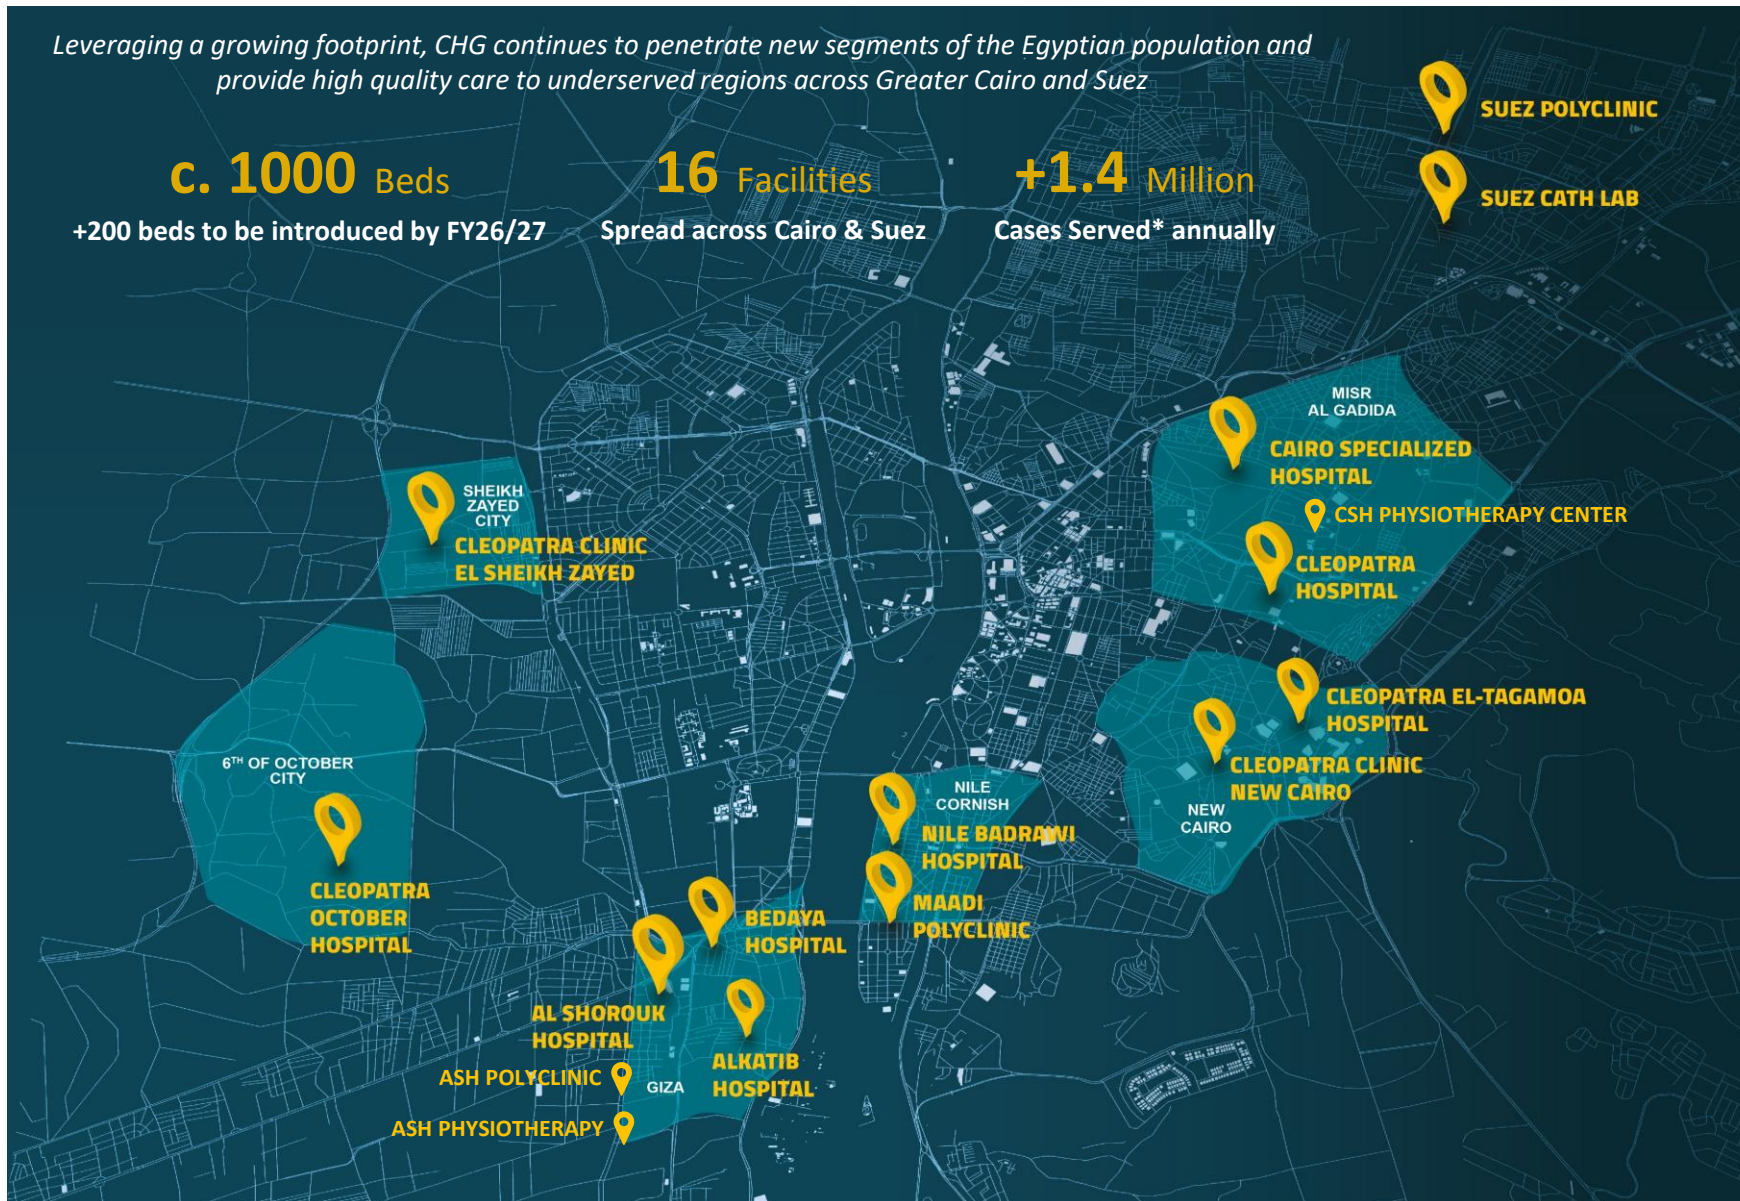 Leveraging a growing footprint, CHG continues to penetrate new segments of the Egyptian population and
provide high quality care to underserved regions across Greater Cairo and Suez
c. 1000 Beds
+200 beds to be introduced by FY26/27
16 Facilities
Spread across Cairo & Suez
+1.4 Million
Cases Served* annually
SUEZ POLYCLINIC
SUEZ CATH LAB
MISR
AL GADIDA
CAIRO SPECIALIZED
HOSPITAL
CSH PHYSIOTHERAPY CENTER
CLEOPATRA
HOSPITAL
SHEIKH
ZAYED
CITY
CLEOPATRA CLINIC
EL SHEIKH ZAYED
CLEOPATRA EL-TAGAMOA
HOSPITAL
CLEOPATRA CLINIC
NEW CAIRO
NEW
CAIRO
6TH OF OCTOBER
CITY
CLEOPATRA
OCTOBER
HOSPITAL
NILE
CORNISH
NILE BADRAWI
HOSPITAL
MAADI
POLYCLINIC
BEDAYA
HOSPITAL
AL SHOROUK
HOSPITAL
ALKATIB
HOSPITAL
ASH POLYCLINIC
GIZA
ASH PHYSIOTHERAPY